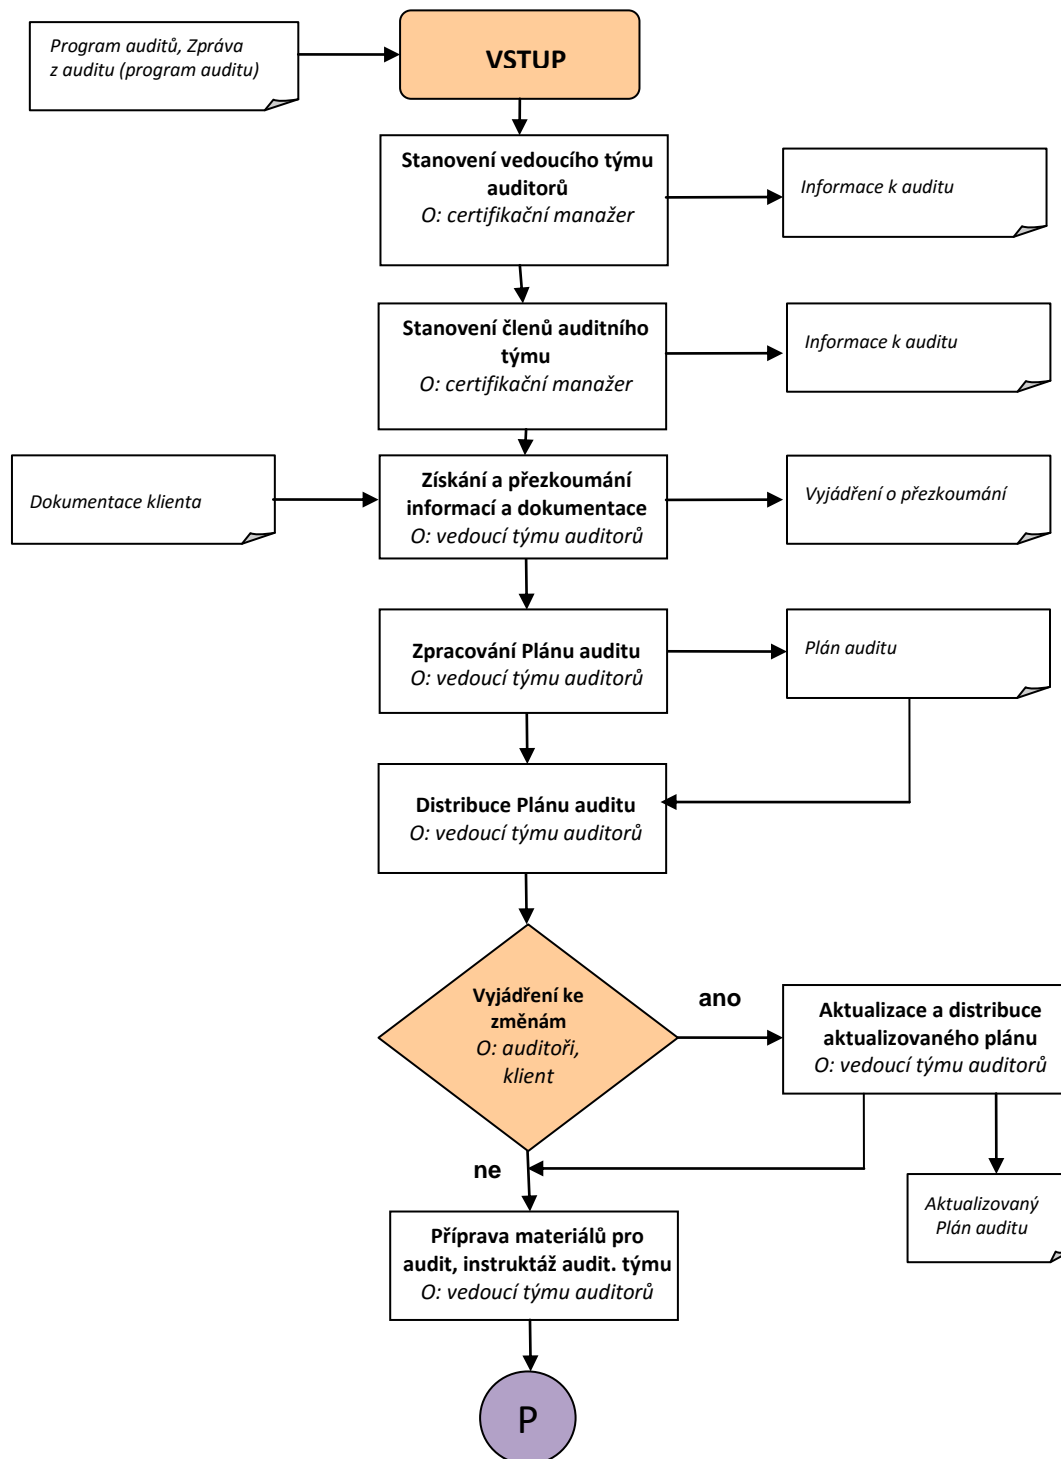 Program auditů, Zpráva
z auditu (program auditu)
VSTUP
Stanovení vedoucího týmu
auditorů
O: certifikační manažer
Informace k auditu
Stanovení členů auditního
týmu
O: certifikační manažer
Informace k auditu
Dokumentace klienta
Získání a přezkoumání
informací a dokumentace
O: vedoucí týmu auditorů
Vyjádření o přezkoumání
Zpracování Plánu auditu
O: vedoucí týmu auditorů
Plán auditu
Distribuce Plánu auditu
O: vedoucí týmu auditorů
Vyjádření ke
změnám
O: auditoři,
klient
ano
Aktualizace a distribuce
aktualizovaného plánu
O: vedoucí týmu auditorů
ne
Aktualizovaný
Plán auditu
Příprava materiálů pro
audit, instruktáž audit. týmu
O: vedoucí týmu auditorů
P